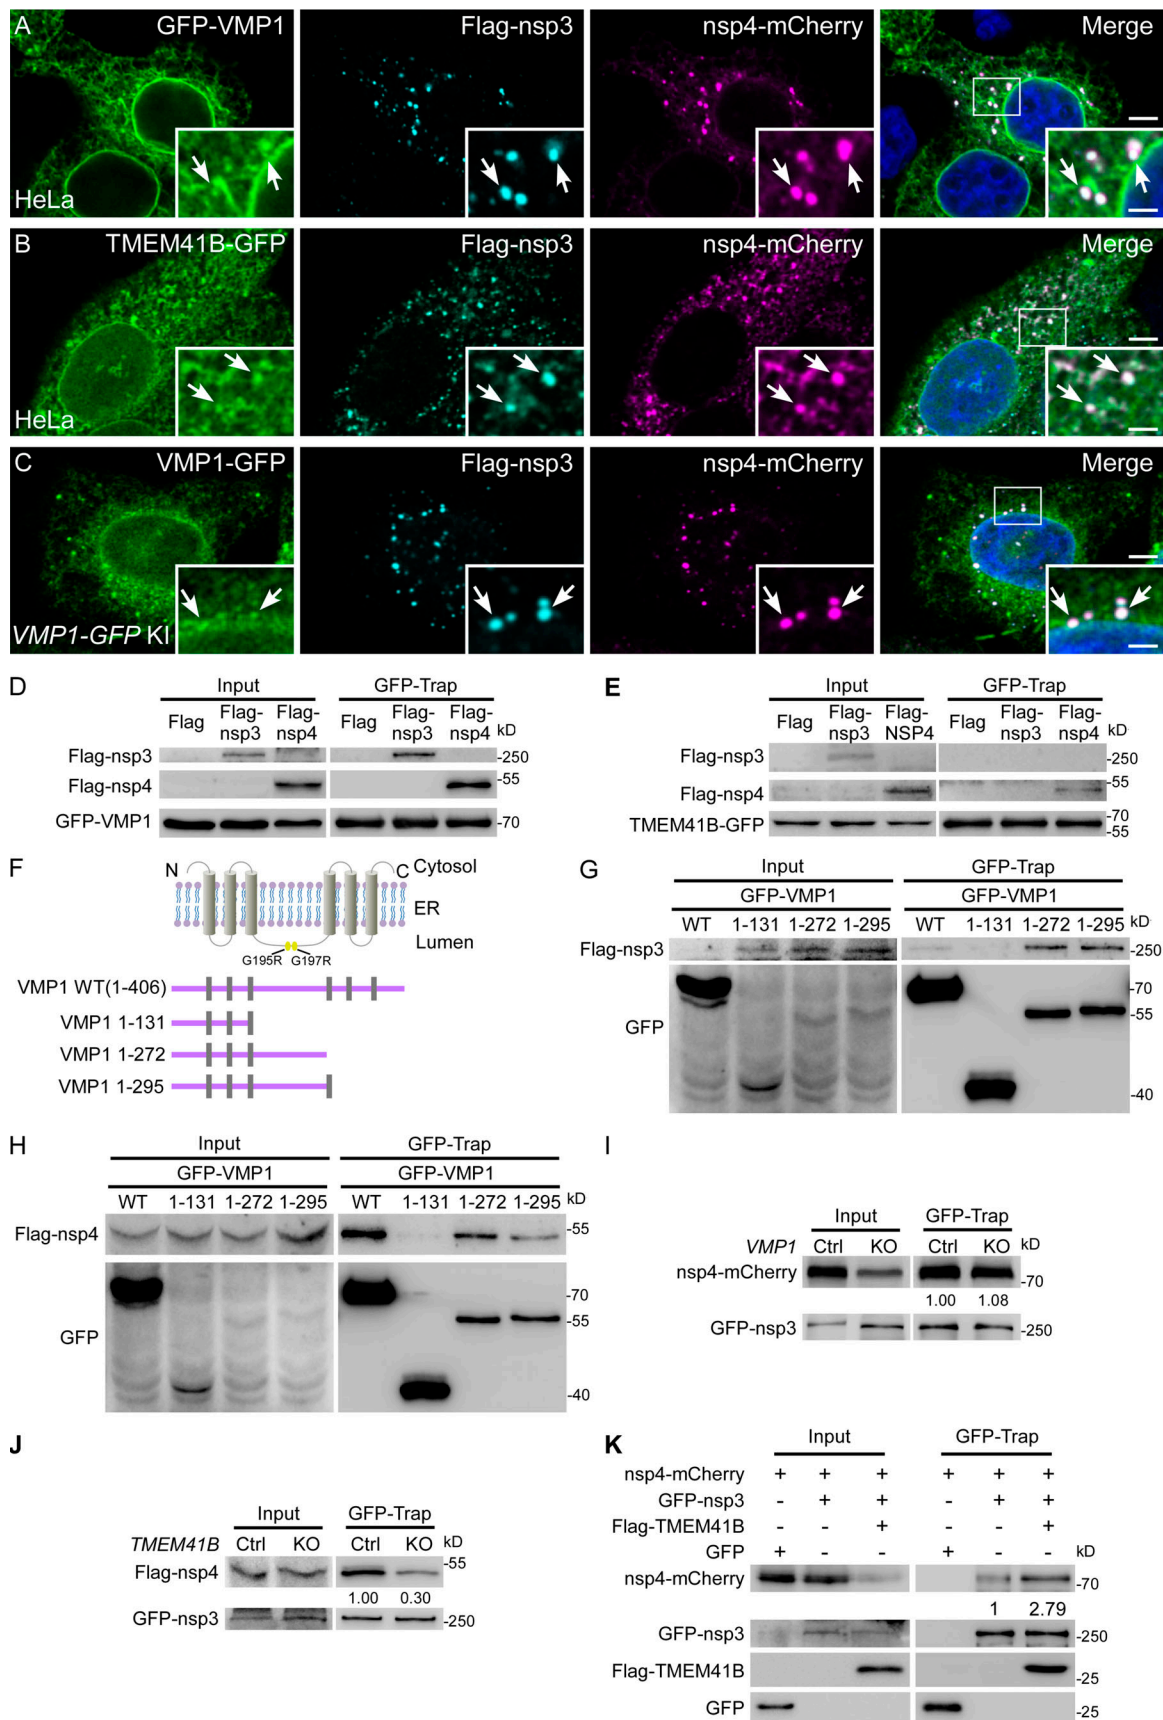 A GFP-VMP1 Flag-nsp3 nsp4-mCherry Merge
HeLa
B TMEM41B-GFP Flag-nsp3 nsp4-mCherry Merge
HeLa
C VMP1-GFP Flag-nsp3 nsp4-mCherry Merge
VMP1-GFP KI
D Input GFP-Trap
Flag Flag-nsp3 Flag-nsp4 Flag Flag-nsp3 Flag-nsp4 kD
Flag-nsp3 -250
Flag-nsp4 -55
GFP-VMP1 -70
E Input GFP-Trap
Flag Flag-nsp3 Flag-NSP4 Flag Flag-nsp3 Flag-nsp4 kD
Flag-nsp3 -250
Flag-nsp4 -55
TMEM41B-GFP -70
-55
F N C Cytosol
ER
Lumen
G195R G197R
VMP1 WT(1-406)
VMP1 1-131
VMP1 1-272
VMP1 1-295
G Input GFP-Trap
GFP-VMP1 GFP-VMP1
WT 1-131 1-272 1-295 WT 1-131 1-272 1-295 kD
Flag-nsp3 -250
-70
GFP -55
-40
H Input GFP-Trap
GFP-VMP1 GFP-VMP1
WT 1-131 1-272 1-295 WT 1-131 1-272 1-295 kD
Flag-nsp4 -55
-70
GFP -55
-40
I Input GFP-Trap
VMP1 Ctrl KO Ctrl KO kD
nsp4-mCherry -70
1.00 1.08
GFP-nsp3 -250
J Input GFP-Trap
TMEM41B Ctrl KO Ctrl KO kD
Flag-nsp4 -55
1.00 0.30
GFP-nsp3 -250
K Input GFP-Trap
nsp4-mCherry + + + + + +
GFP-nsp3 - + + - + +
Flag-TMEM41B - - + - - +
GFP + - - + - - kD
nsp4-mCherry -70
1 2.79
GFP-nsp3 -250
Flag-TMEM41B -25
GFP -25